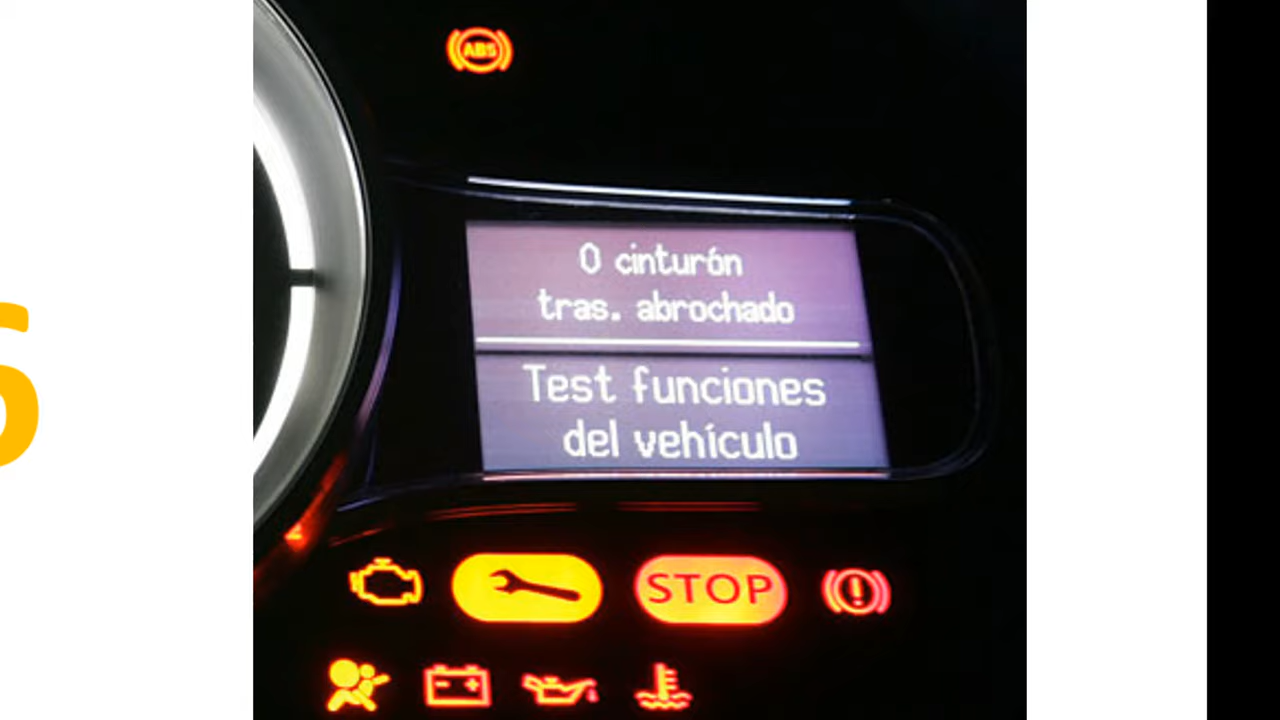 ABS
0 cinturón
tras. abrochado
Test funciones
del vehículo
STOP